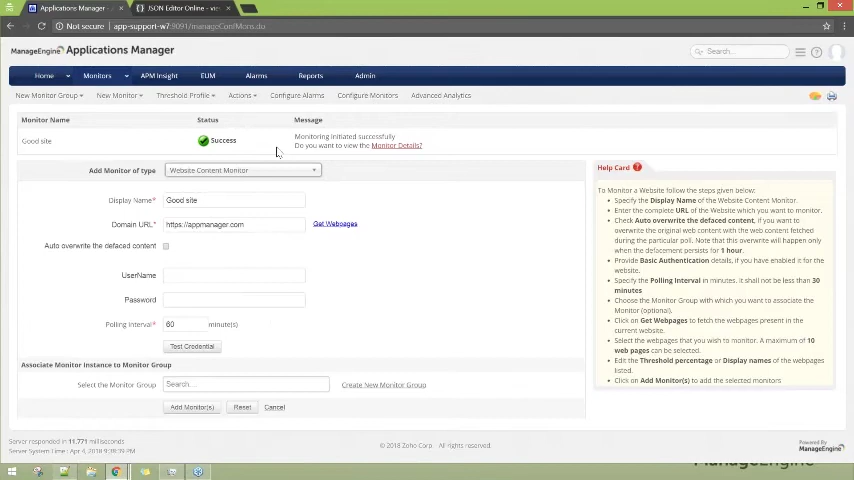 Applications Manager
JSON Editor Online - vie
Not secure
app-support-w7:9091/manageConfMons.do
ManageEngine Applications Manager
Search...
Home
Monitors
APM Insight
EUM
Alarms
Reports
Admin
New Monitor Group
New Monitor
Threshold Profile
Actions
Configure Alarms
Configure Monitors
Advanced Analytics
Monitor Name
Status
Message
Good site
Success
Monitoring initiated successfully
Do you want to view the Monitor Details?
Add Monitor of type
Website Content Monitor
Display Name*
Good site
Domain URL*
https://appmanager.com
Get Webpages
Auto overwrite the defaced content
UserName
Password
Polling Interval*
60
minute(s)
Test Credential
Associate Monitor Instance to Monitor Group
Select the Monitor Group
Search...
Create New Monitor Group
Add Monitor(s)
Reset
Cancel
Help Card
To Monitor a Website follow the steps given below:
Specify the Display Name of the Website Content Monitor.
Enter the complete URL of the Website which you want to monitor.
Check Auto overwrite the defaced content, if you want to
overwrite the original web content with the web content fetched
during the particular poll. Note that this overwrite will happen only
when the defacement persists for 1 hour.
Provide Basic Authentication details, if you have enabled it for the
website.
Specify the Polling Interval in minutes. It shall not be less than 30
minutes
Choose the Monitor Group with which you want to associate the
Monitor (optional).
Click on Get Webpages to fetch the webpages present in the
current website.
Select the webpages that you wish to monitor. A maximum of 10
web pages can be selected.
Edit the Threshold percentage or Display names of the webpages
listed.
Click on Add Monitor(s) to add the selected monitors
Server responded in 11.771 milliseconds
Server System Time : Apr 4, 2018 9:38:39 PM
© 2018 Zoho Corp. All rights reserved.
Powered By
ManageEngine
ManageEngine